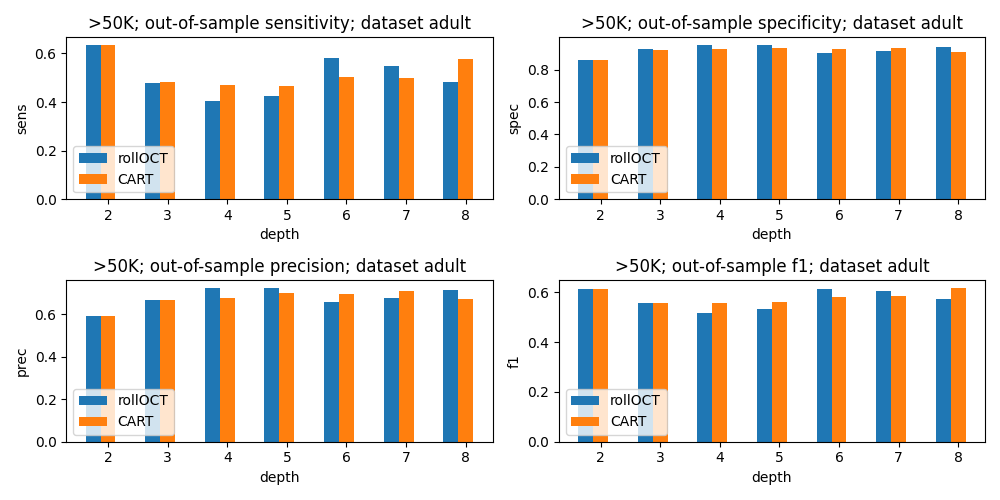 >50K; out-of-sample sensitivity; dataset adult
sens
0.6
0.4
0.2
0.0
rollOCT
CART
2 3 4 5 6 7 8
depth
>50K; out-of-sample specificity; dataset adult
spec
0.8
0.6
0.4
0.2
0.0
rollOCT
CART
2 3 4 5 6 7 8
depth
>50K; out-of-sample precision; dataset adult
prec
0.6
0.4
0.2
0.0
rollOCT
CART
2 3 4 5 6 7 8
depth
>50K; out-of-sample f1; dataset adult
f1
0.6
0.4
0.2
0.0
rollOCT
CART
2 3 4 5 6 7 8
depth